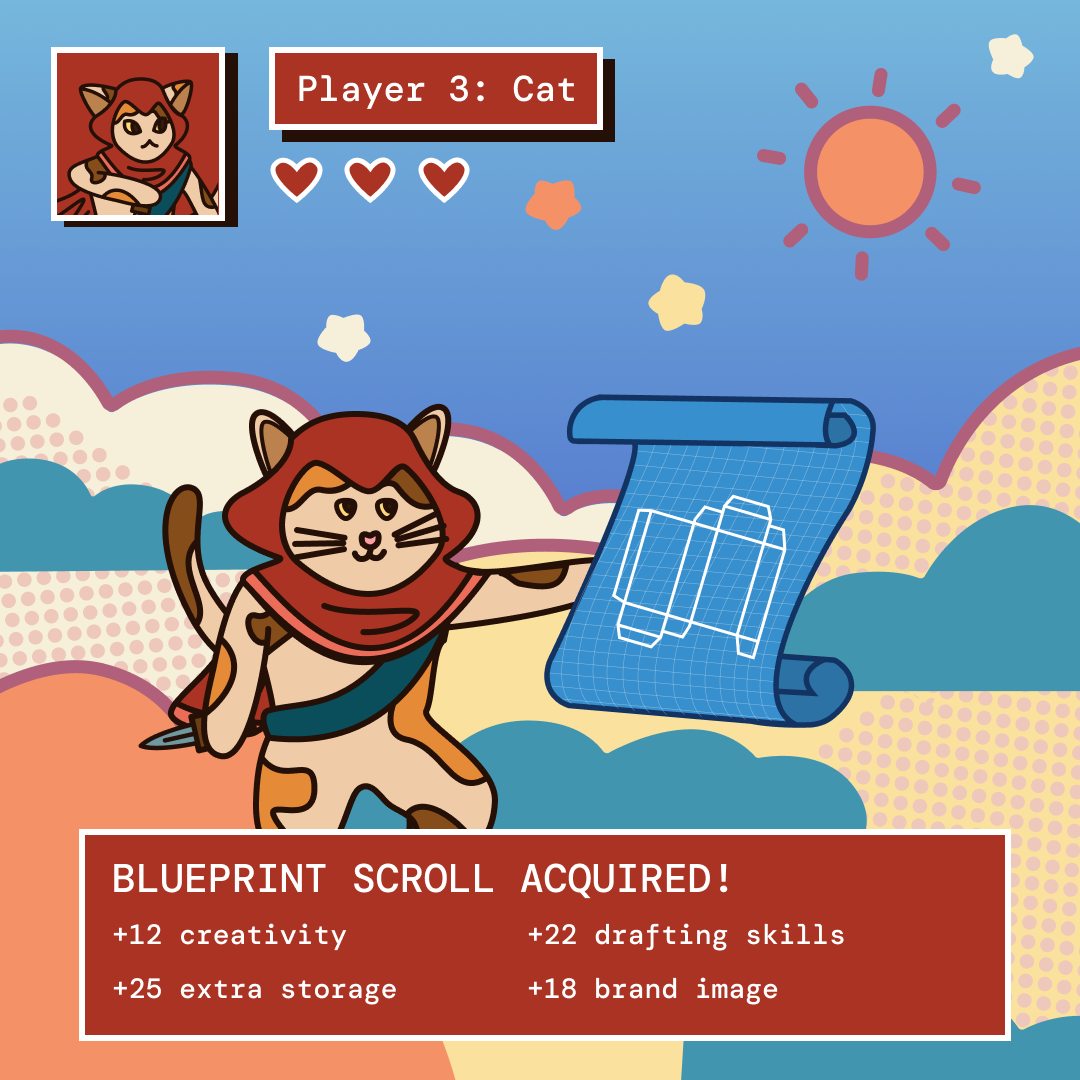 Player 3: Cat
BLUEPRINT SCROLL ACQUIRED!
+12 creativity
+22 drafting skills
+25 extra storage
+18 brand image